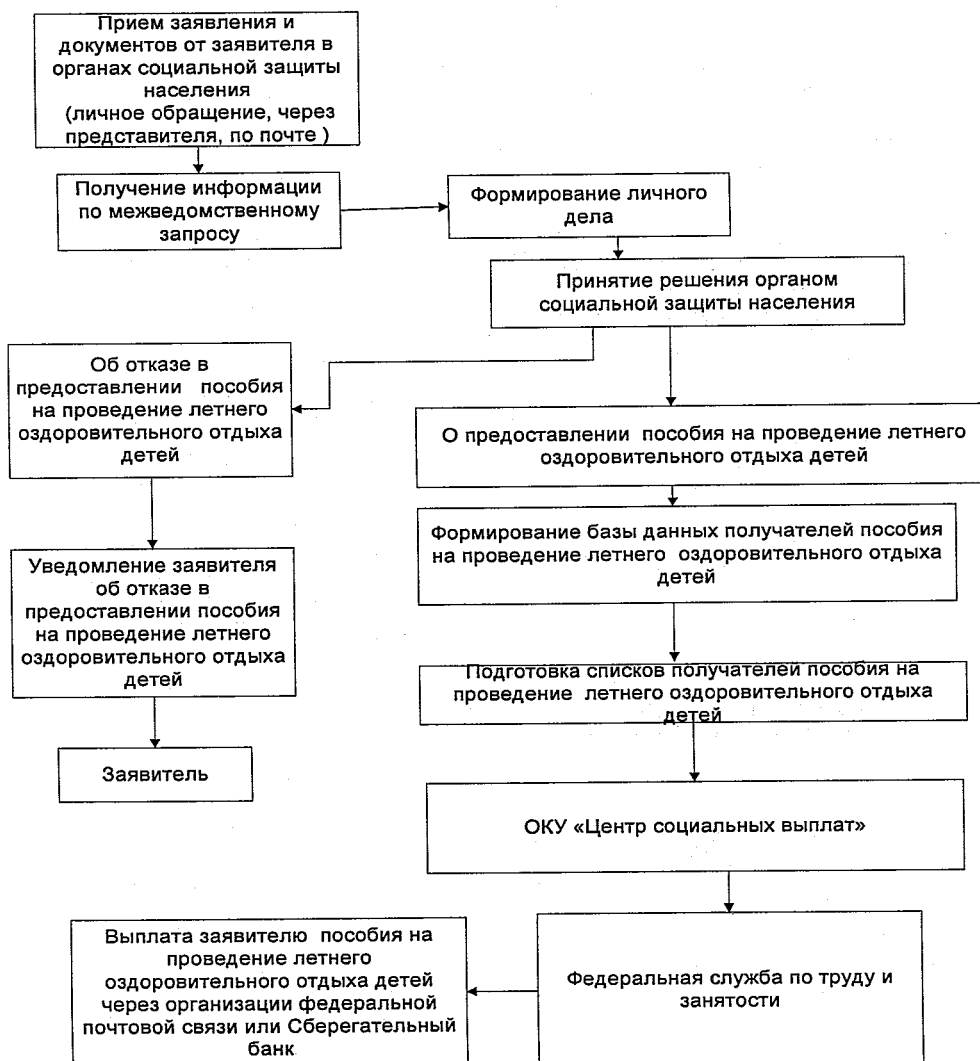 Прием заявления и
документов от заявителя в
органах социальной защиты
населения
(личное обращение, через
представителя, по почте )
Получение информации
по межведомственному
запросу
Формирование личного
дела
Принятие решения органом
социальной защиты населения
Об отказе в
предоставлении пособия
на проведение летнего
оздоровительного отдыха
детей
О предоставлении пособия на проведение летнего
оздоровительного отдыха детей
Формирование базы данных получателей пособия
на проведение летнего оздоровительного отдыха
детей
Уведомление заявителя
об отказе в
предоставлении пособия
на проведение летнего
оздоровительного отдыха
детей
Подготовка списков получателей пособия на
проведение летнего оздоровительного отдыха
детей
Заявитель
ОКУ «Центр социальных выплат»
Выплата заявителю пособия на
проведение летнего
оздоровительного отдыха детей
через организации федеральной
почтовой связи или Сберегательный
банк
Федеральная служба по труду и
занятости